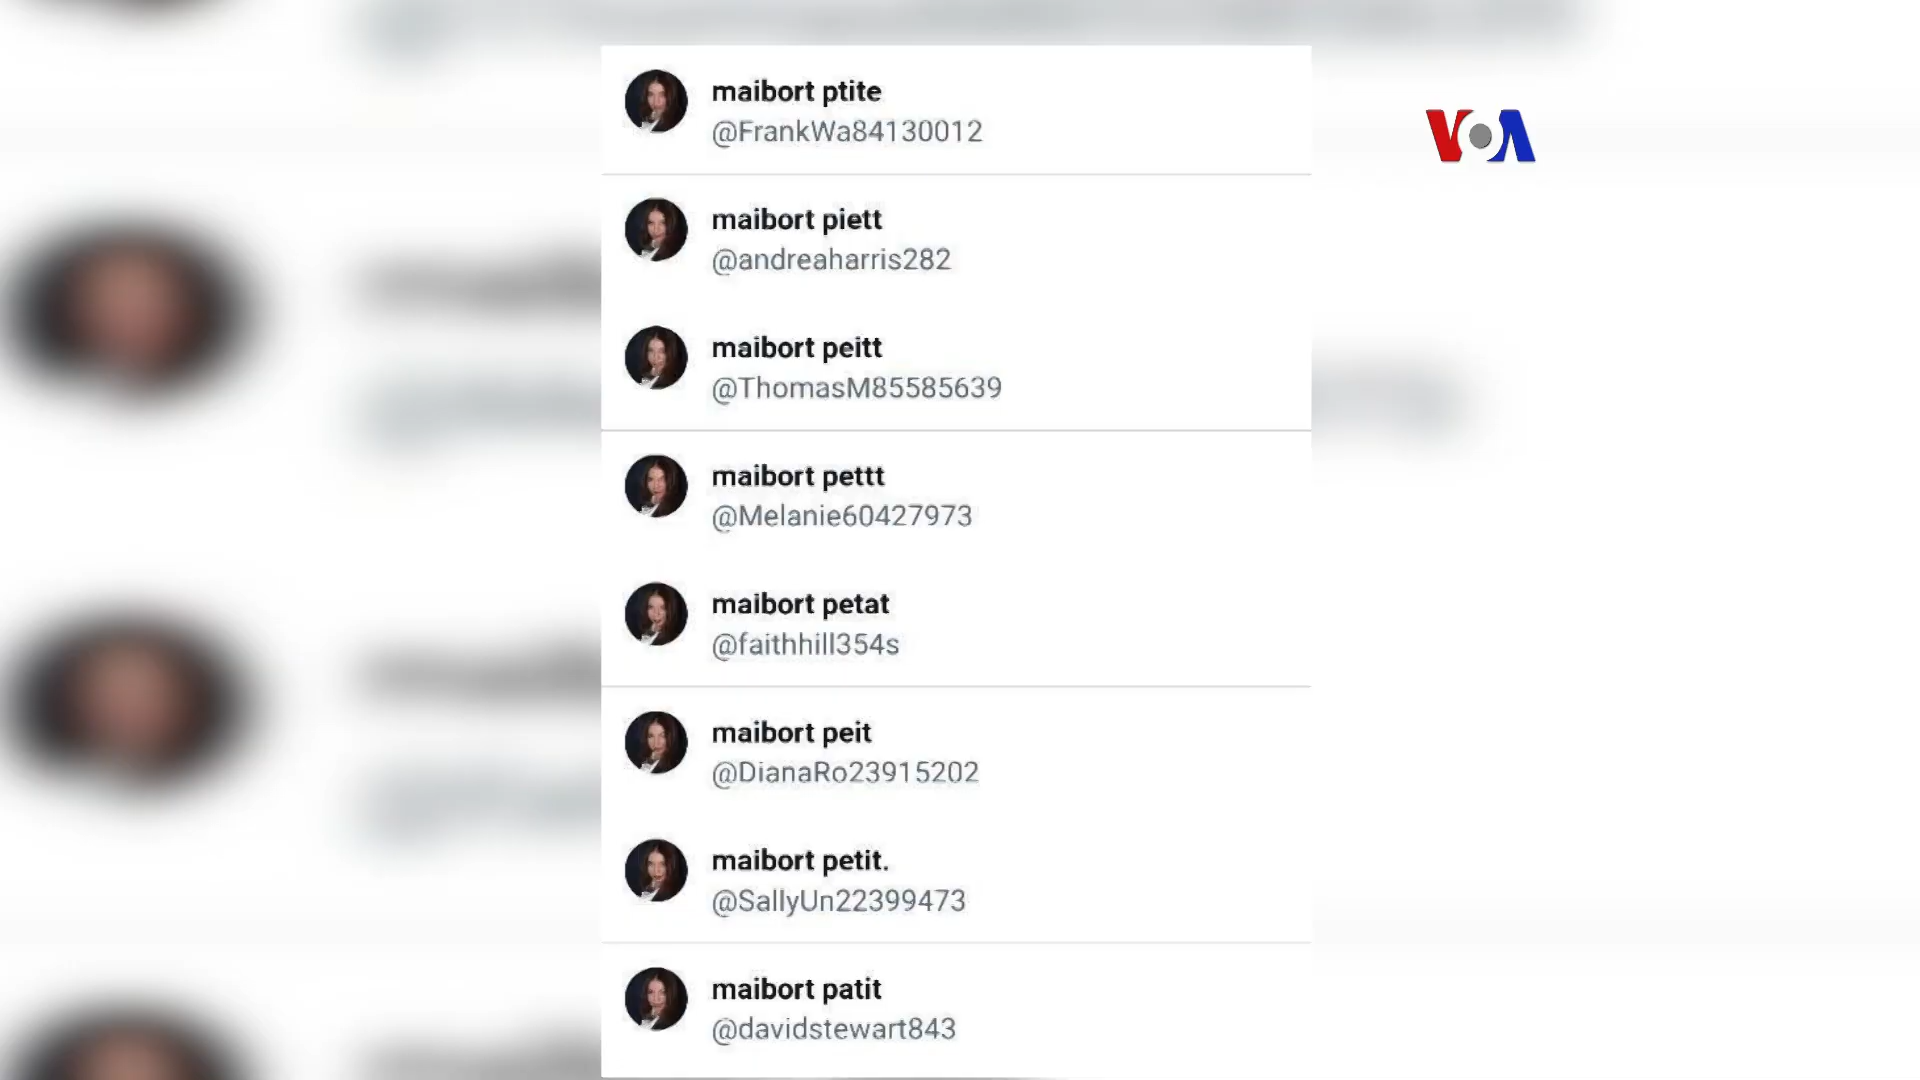 maibort ptite
@FrankWa84130012
VOA
maibort piett
@andreaharris282
maibort peitt
@ThomasM85585639
maibort pettt
@Melanie60427973
maibort petat
@faithhill354s
maibort peit
@DianaRo23915202
maibort petit.
@SallyUn22399473
maibort patit
@davidstewart843